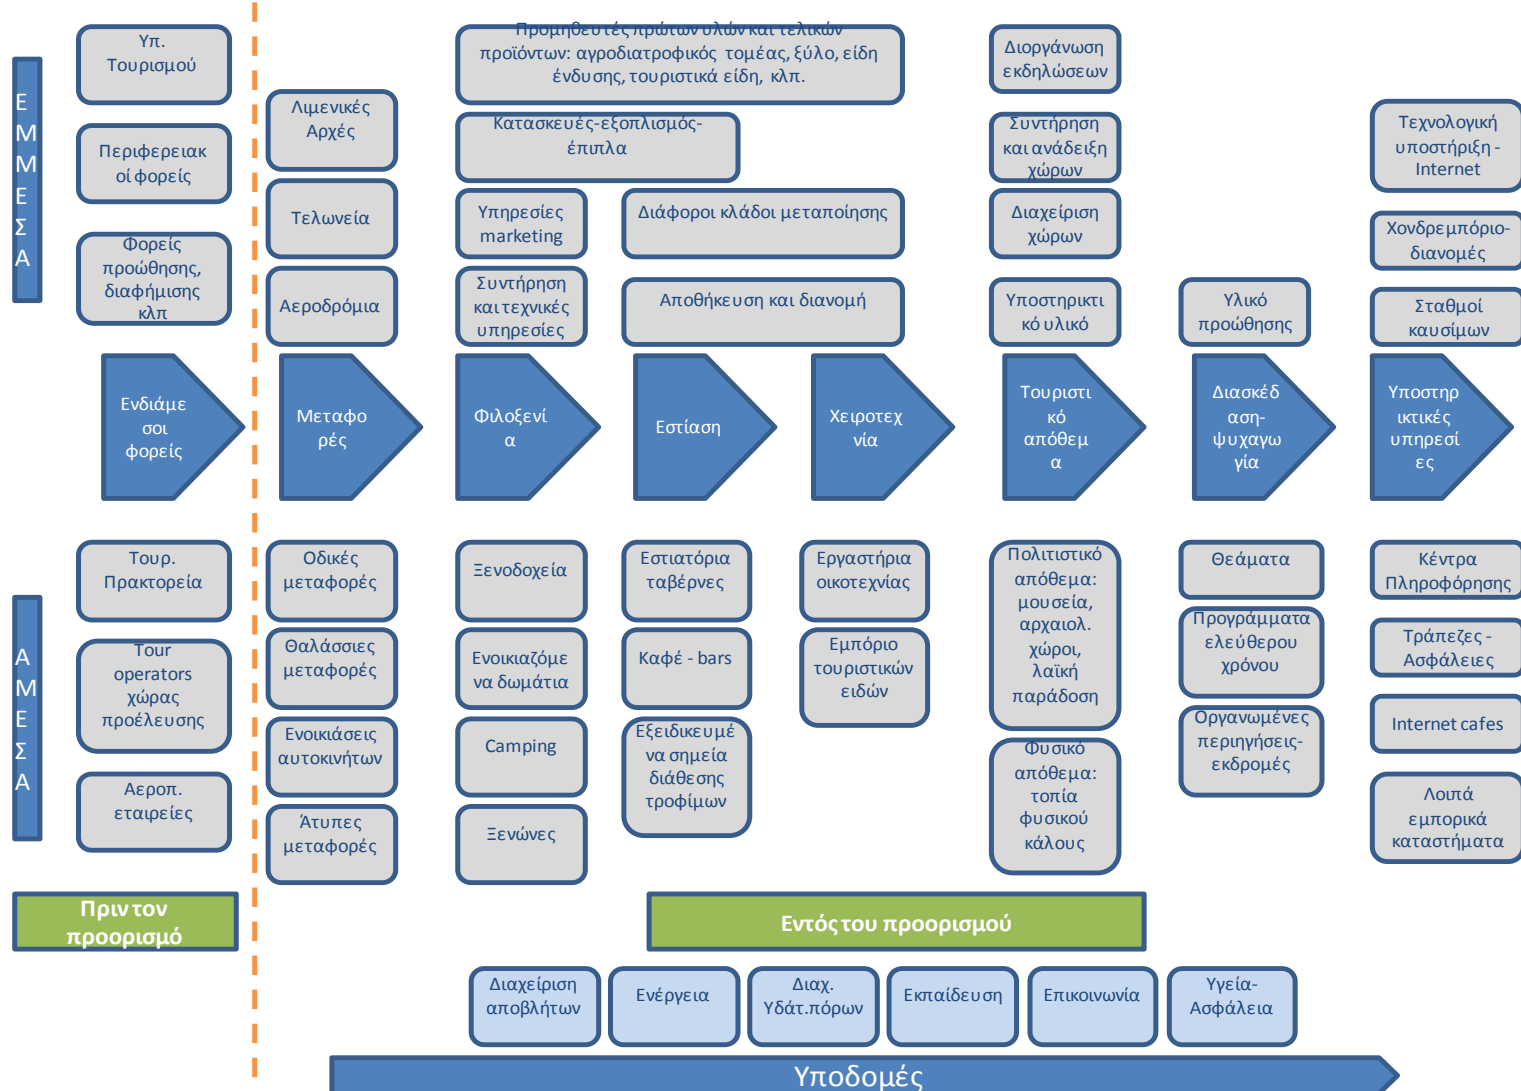 ΕΜΜΕΣΑ
Υπ.
Τουρισμού
Περιφερειακ
οί φορείς
Φορείς
προώθησης,
διαφήμισης
κλπ
Λιμενικές
Αρχές
Τελωνεία
Αεροδρόμια
Προμηθευτές πρώτων υλών και τελικών
προϊόντων: αγροδιατροφικός τομέας, ξύλο, είδη
ένδυσης, τουριστικά είδη, κλπ.
Κατασκευές-εξοπλισμός-
έπιπλα
Υπηρεσίες
marketing
Συντήρηση
και τεχνικές
υπηρεσίες
Διάφοροι κλάδοι μεταποίησης
Αποθήκευση και διανομή
Διοργάνωση
εκδηλώσεων
Συντήρηση
και ανάδειξη
χώρων
Διαχείριση
χώρων
Υποστηρικτι
κό υλικό
Υλικό
προώθησης
Τεχνολογική
υποστήριξη -
Internet
Χονδρεμπόριο-
διανομές
Σταθμοί
καυσίμων
Ενδιάμε
σοι
φορείς
Μεταφο
ρές
Φιλοξενί
α
Εστίαση
Χειροτεχ
νία
Τουριστι
κό
απόθεμ
α
Διασκέδ
αση-
ψυχαγω
γία
Υποστηρ
ικτικές
υπηρεσί
ες
ΑΜΕΣΑ
Τουρ.
Πρακτορεία
Tour
operators
χώρας
προέλευσης
Αεροπ.
εταιρείες
Οδικές
μεταφορές
Θαλάσσιες
μεταφορές
Ενοικιάσεις
αυτοκινήτων
Άτυπες
μεταφορές
Ξενοδοχεία
Ενοικιαζόμε
να δωμάτια
Camping
Ξενώνες
Εστιατόρια
ταβέρνες
Καφέ - bars
Εξειδικευμέ
να σημεία
διάθεσης
τροφίμων
Εργαστήρια
οικοτεχνίας
Εμπόριο
τουριστικών
ειδών
Πολιτιστικό
απόθεμα:
μουσεία,
αρχαιολ.
χώροι,
λαϊκή
παράδοση
Φυσικό
απόθεμα:
τοπία
φυσικού
κάλους
Θεάματα
Προγράμματα
ελεύθερου
χρόνου
Οργανωμένες
περιηγήσεις-
εκδρομές
Κέντρα
Πληροφόρησης
Τράπεζες -
Ασφάλειες
Internet cafes
Λοιπά
εμπορικά
καταστήματα
Πριν τον
προορισμό
Εντός του προορισμού
Διαχείριση
αποβλήτων
Ενέργεια
Διαχ.
Υδάτ.πόρων
Εκπαίδευση
Επικοινωνία
Υγεία-
Ασφάλεια
Υποδομές